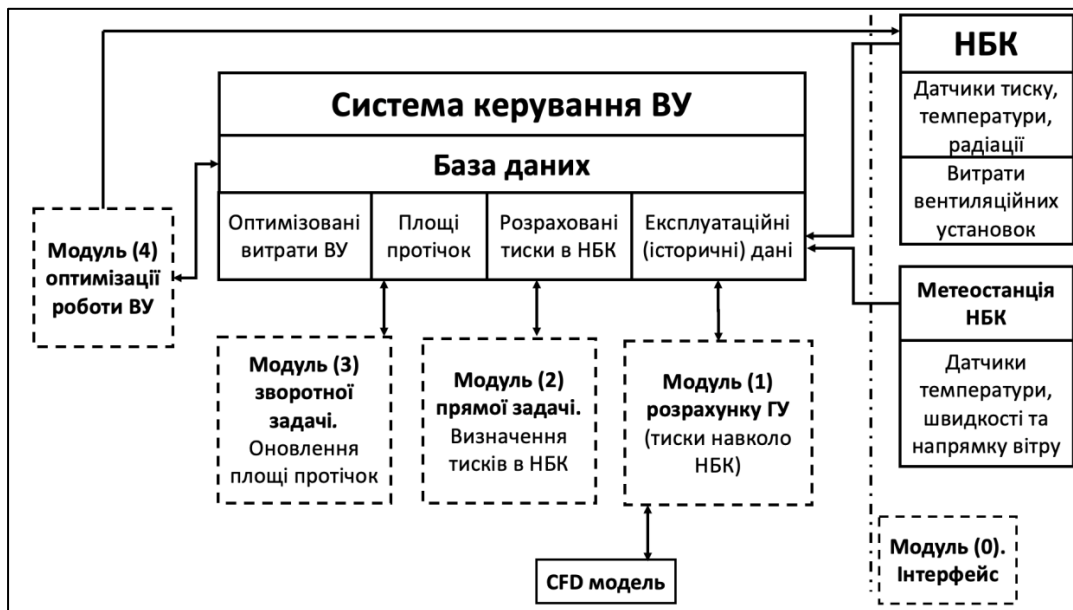 Система керування ВУ
База даних
Оптимізовані
витрати ВУ
Площі
протічок
Розраховані
тиски в НБК
Експлуатаційні
(історичні) дані
Модуль (4)
оптимізації
роботи ВУ
Модуль (3)
зворотної
задачі.
Оновлення
площі протічок
Модуль (2)
прямої задачі.
Визначення
тисків в НБК
Модуль (1)
розрахунку ГУ
(тиски навколо
НБК)
CFD модель
НБК
Датчики тиску,
температури,
радіації
Витрати
вентиляційних
установок
Метеостанція
НБК
Датчики
температури,
швидкості та
напрямку вітру
Модуль (0).
Інтерфейс